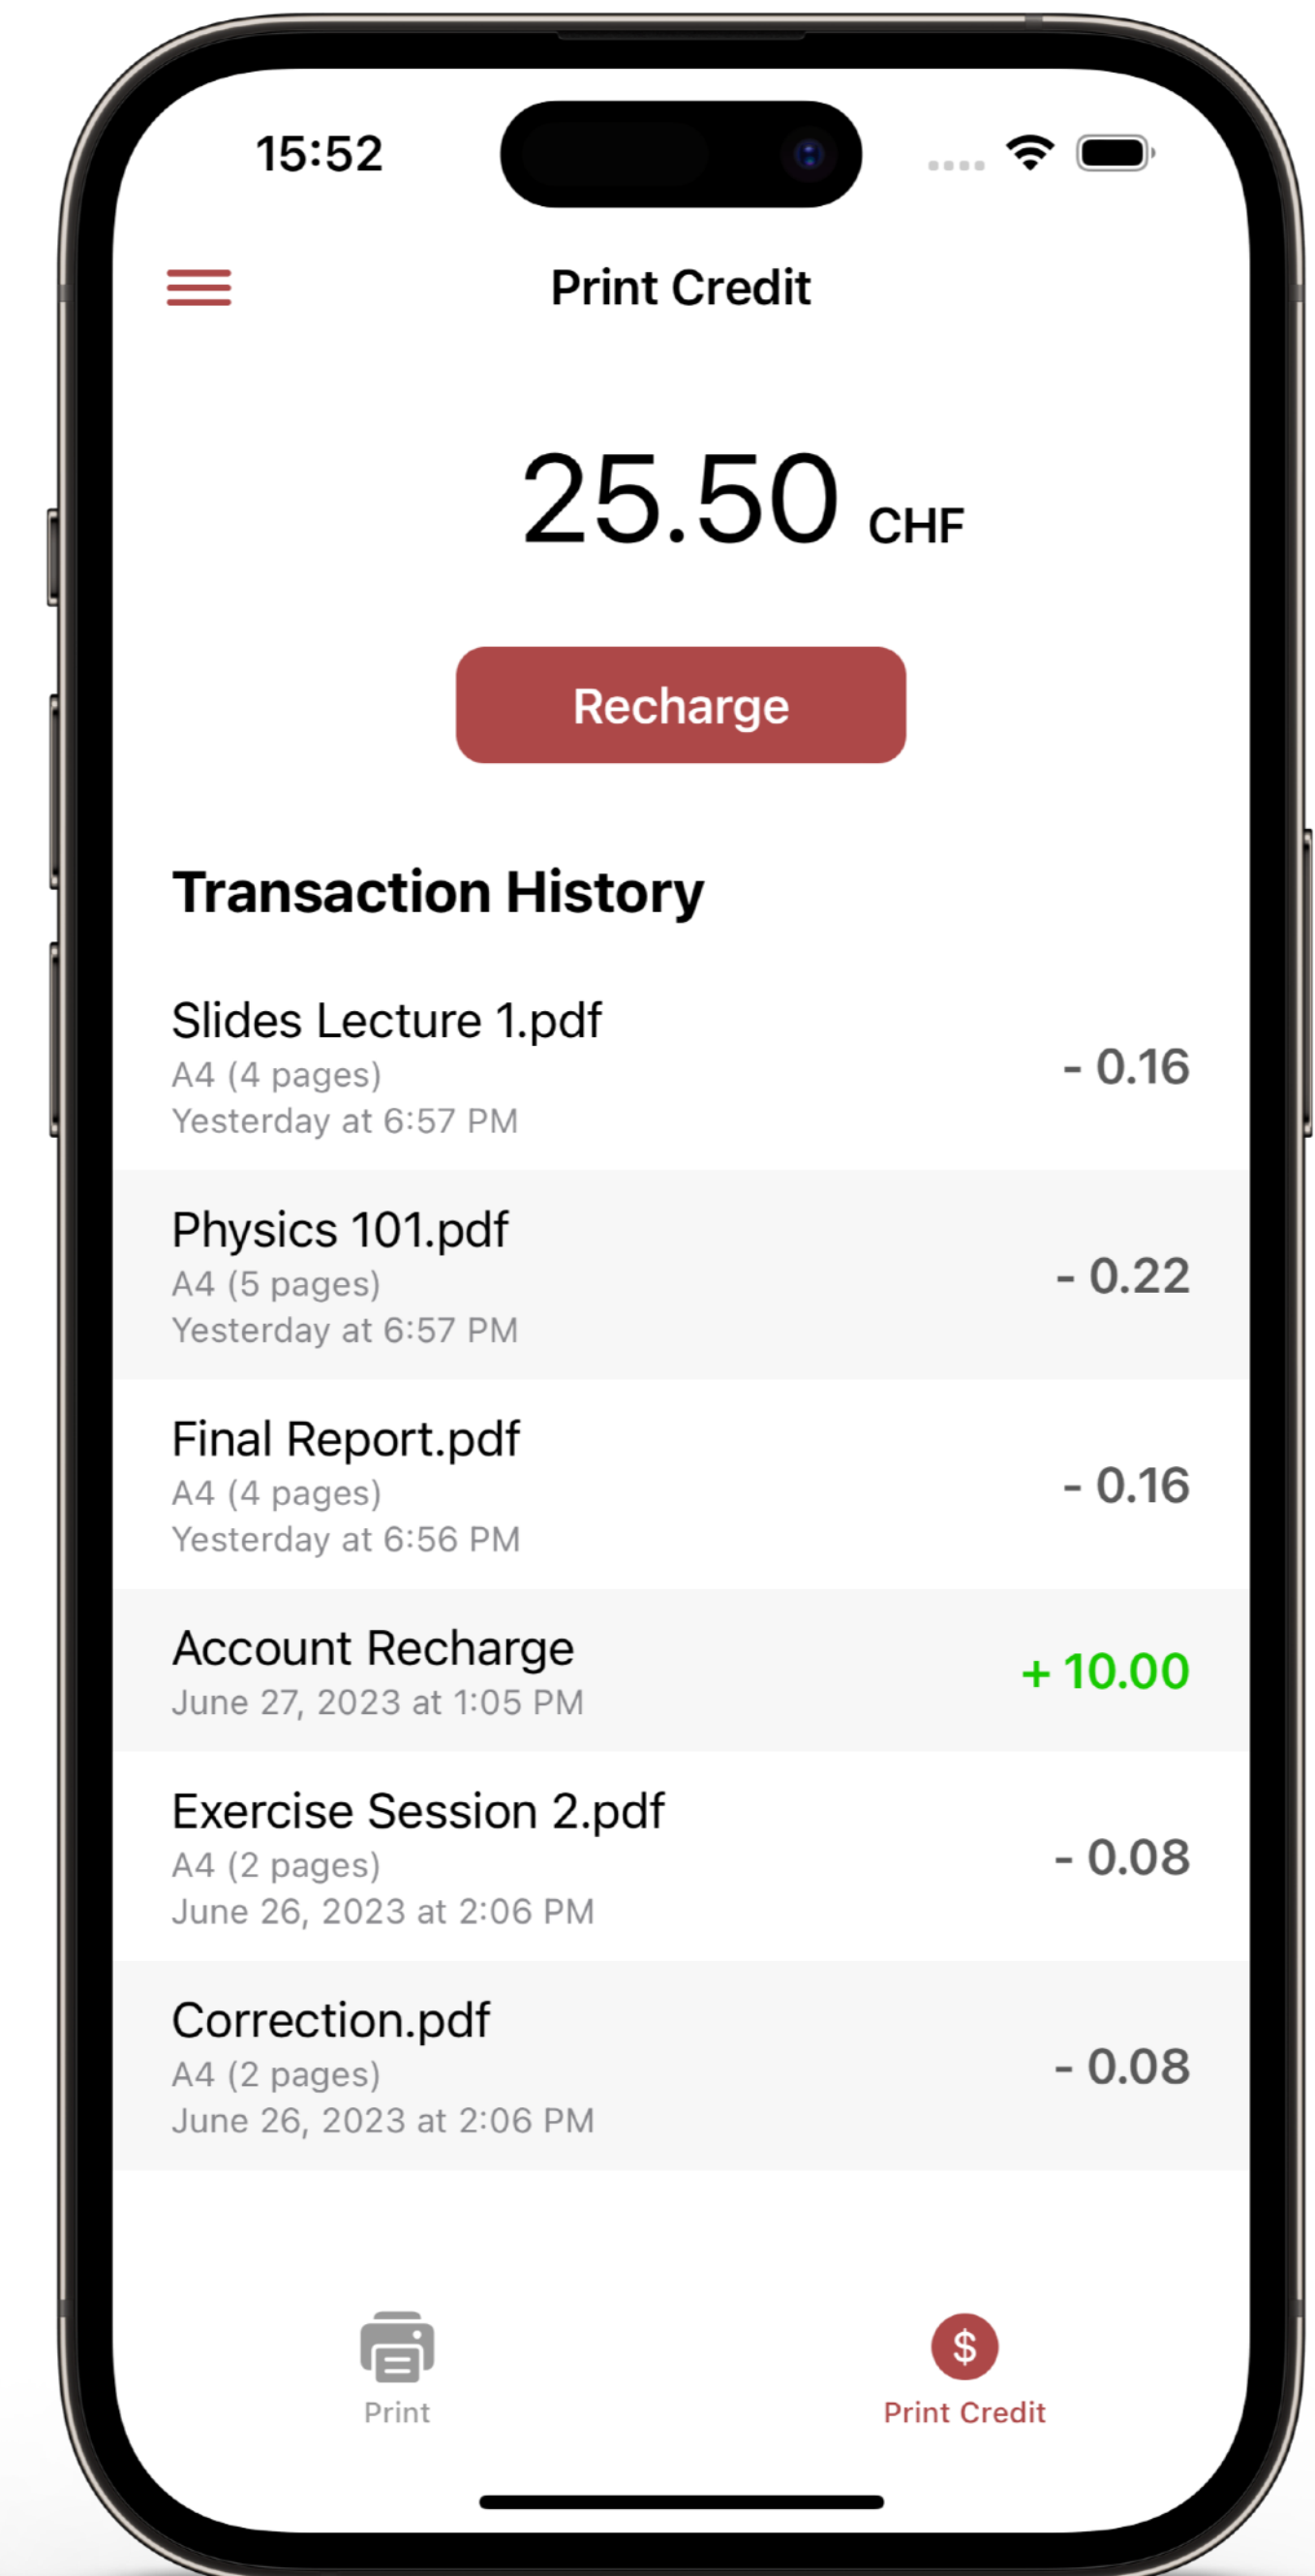 15:52
Print Credit
25.50 CHF
Recharge
Transaction History
Slides Lecture 1.pdf
A4 (4 pages)
Yesterday at 6:57 PM
- 0.16
Physics 101.pdf
A4 (5 pages)
Yesterday at 6:57 PM
- 0.22
Final Report.pdf
A4 (4 pages)
Yesterday at 6:56 PM
- 0.16
Account Recharge
June 27, 2023 at 1:05 PM
+ 10.00
Exercise Session 2.pdf
A4 (2 pages)
June 26, 2023 at 2:06 PM
- 0.08
Correction.pdf
A4 (2 pages)
June 26, 2023 at 2:06 PM
- 0.08
$
Print
Print Credit